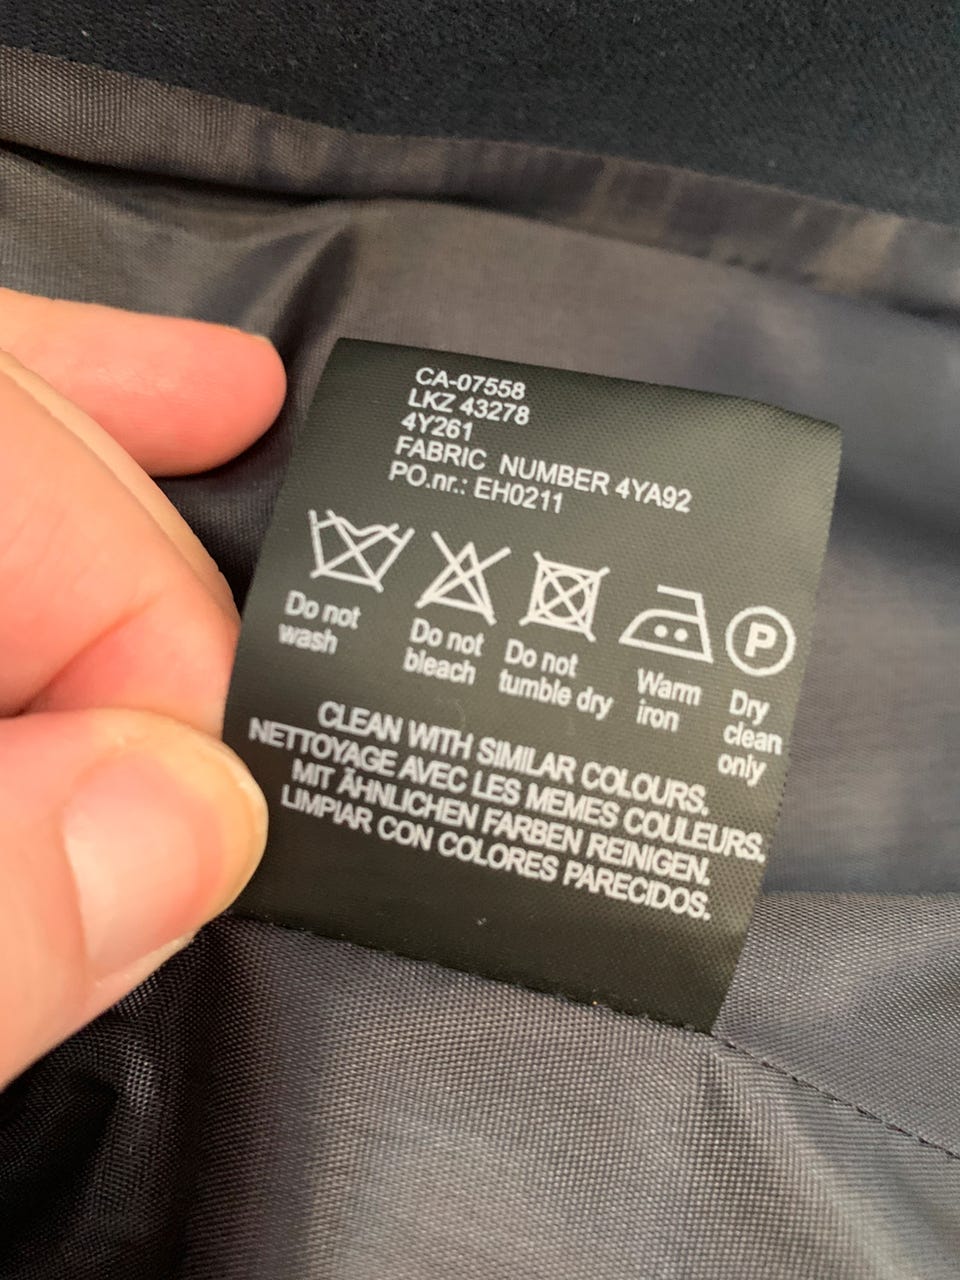 CA-07558
LKZ 43278
4Y261
FABRIC NUMBER 4YA92
PO.nr.: EH0211
Do not
wash
Do not
bleach
Do not
tumble dry
Warm
iron
P
Dry
clean
only
CLEAN WITH SIMILAR COLOURS.
NETTOYAGE AVEC LES MEMES COULEURS.
MIT ÃHNLICHEN FARBEN REINIGEN.
LIMPIAR CON COLORES PARECIDOS.